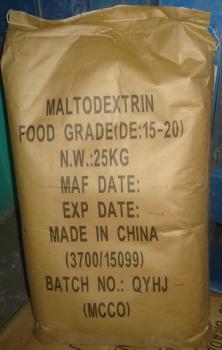 MALTODEXTRIN
FOOD GRADE(DE:15-20)
N.W.:25KG
MAF DATE:
EXP DATE:
MADE IN CHINA
(3700/15099)
BATCH NO.: QYHJ
(MCCO)